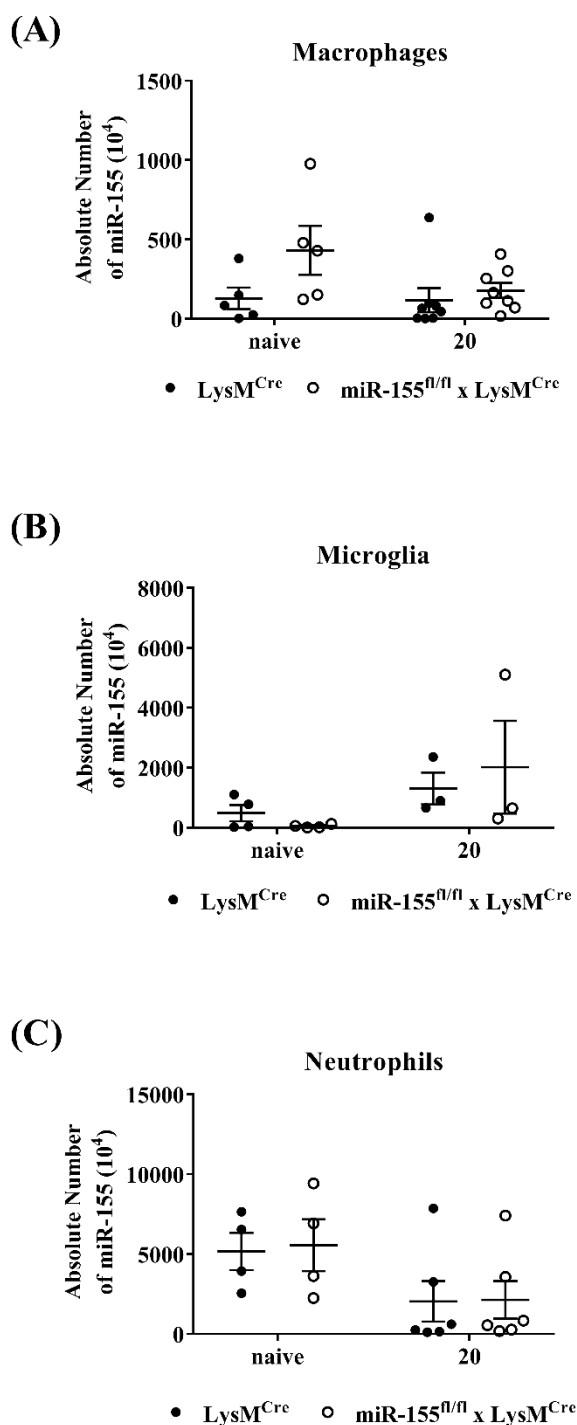 (A)
Macrophages
Absolute Number
of miR-155 (10⁴)
1500
1000
500
0
naive 20
● LysMCre ○ miR-155fl/fl x LysMCre
(B)
Microglia
Absolute Number
of miR-155 (10⁴)
8000
6000
4000
2000
0
naive 20
● LysMCre ○ miR-155fl/fl x LysMCre
(C)
Neutrophils
Absolute Number
of miR-155 (10⁴)
15000
10000
5000
0
naive 20
● LysMCre ○ miR-155fl/fl x LysMCre